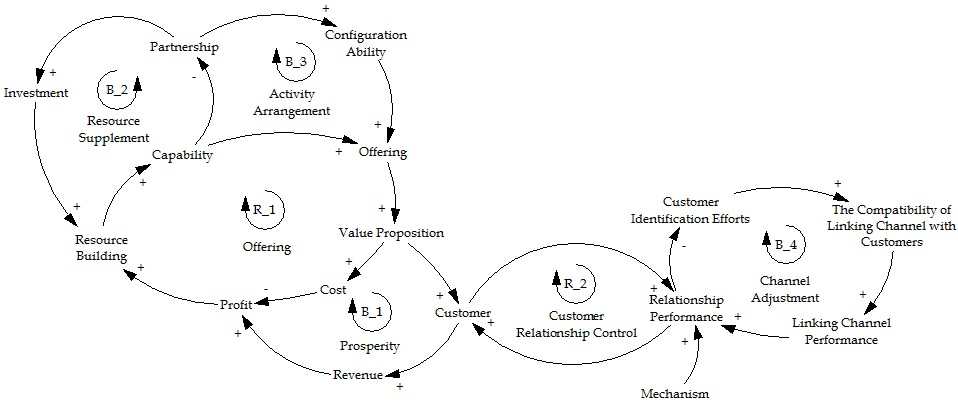 +
Configuration
Ability
Partnership
+
-
B_3
Activity
Arrangement
Investment
B_2
Resource
Supplement
+
Capability
+
Offering
+
+
R_1
Offering
+
Resource
Building
+
+
Value Proposition
+
Cost
-
Profit
+
B_1
Prosperity
+
Customer
+
Revenue
+
R_2
Customer
Relationship Control
+
Customer
Identification Efforts
-
+
The Compatibility of
Linking Channel with
Customers
B_4
Channel
Adjustment
+
Relationship
Performance
+
Linking Channel
Performance
+
Mechanism